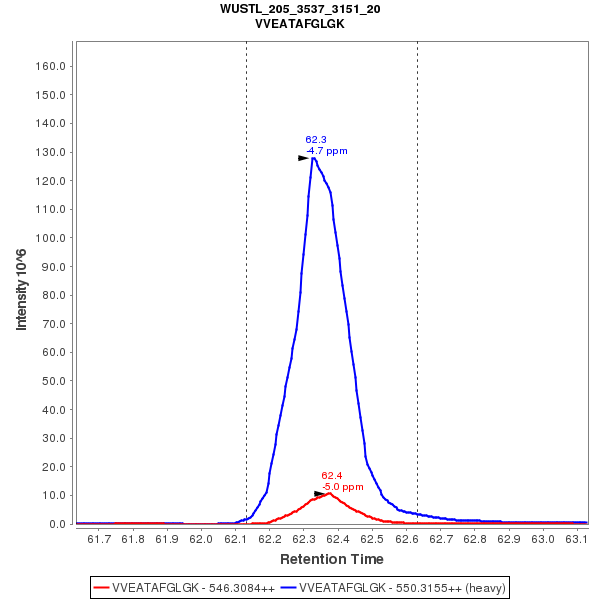 WUSTL_205_3537_3151_20
VVEATAFGLGK
Intensity 10^6
160.0
150.0
140.0
130.0
120.0
110.0
100.0
90.0
80.0
70.0
60.0
50.0
40.0
30.0
20.0
10.0
0.0
62.3
-4.7 ppm
62.4
-5.0 ppm
61.7 61.8 61.9 62.0 62.1 62.2 62.3 62.4 62.5 62.6 62.7 62.8 62.9 63.0 63.1
Retention Time
VVEATAFGLGK - 546.3084++ VVEATAFGLGK - 550.3155++ (heavy)